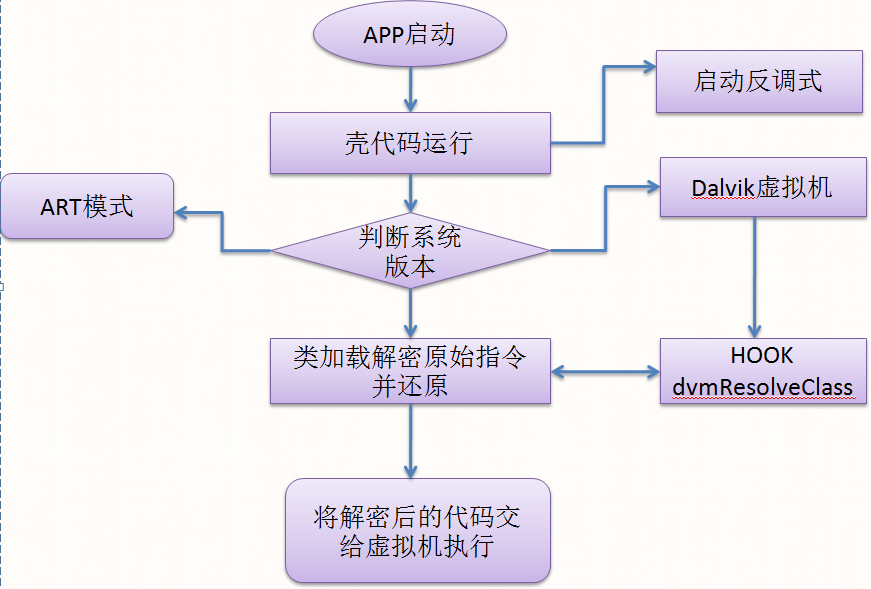 APP启动
启动反调式
壳代码运行
Dalvik虚拟机
ART模式
判断系统
版本
类加载解密原始指令
并还原
HOOK
dvmResolveClass
将解密后的代码交
给虚拟机执行